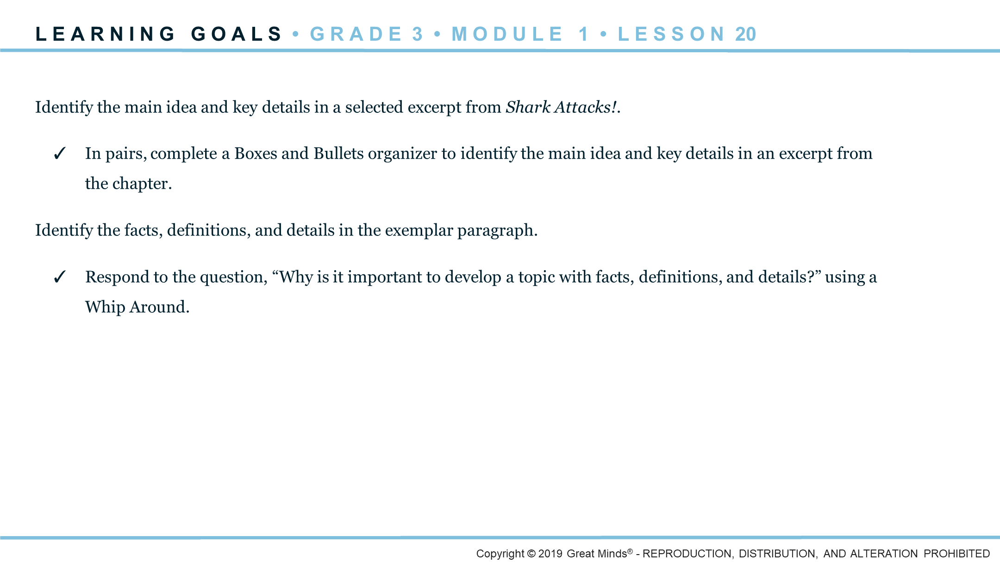 LEARNING GOALS • GRADE 3 • MODULE 1 • LESSON 20
Identify the main idea and key details in a selected excerpt from Shark Attacks!.
✓ In pairs, complete a Boxes and Bullets organizer to identify the main idea and key details in an excerpt from
the chapter.
Identify the facts, definitions, and details in the exemplar paragraph.
✓ Respond to the question, “Why is it important to develop a topic with facts, definitions, and details?” using a
Whip Around.
Copyright © 2019 Great Minds® - REPRODUCTION, DISTRIBUTION, AND ALTERATION PROHIBITED